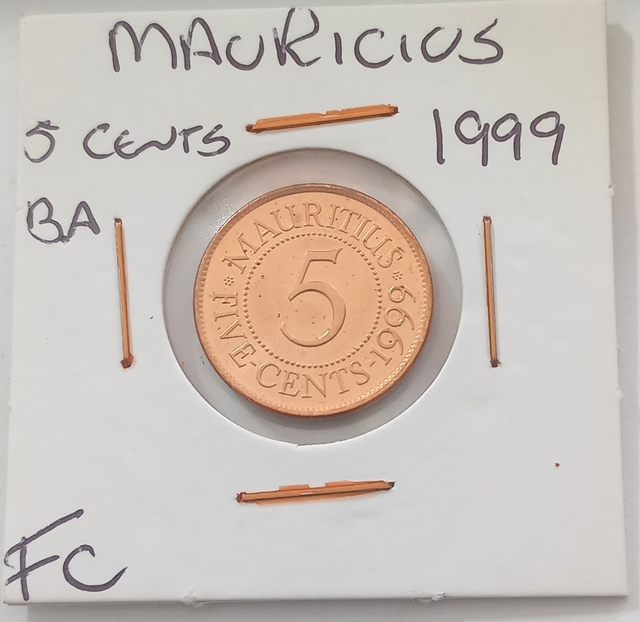 MAURICIUS
5 CENTS 1999
BA
MAURITIUS
5
FIVE-CENTS-1999
FC